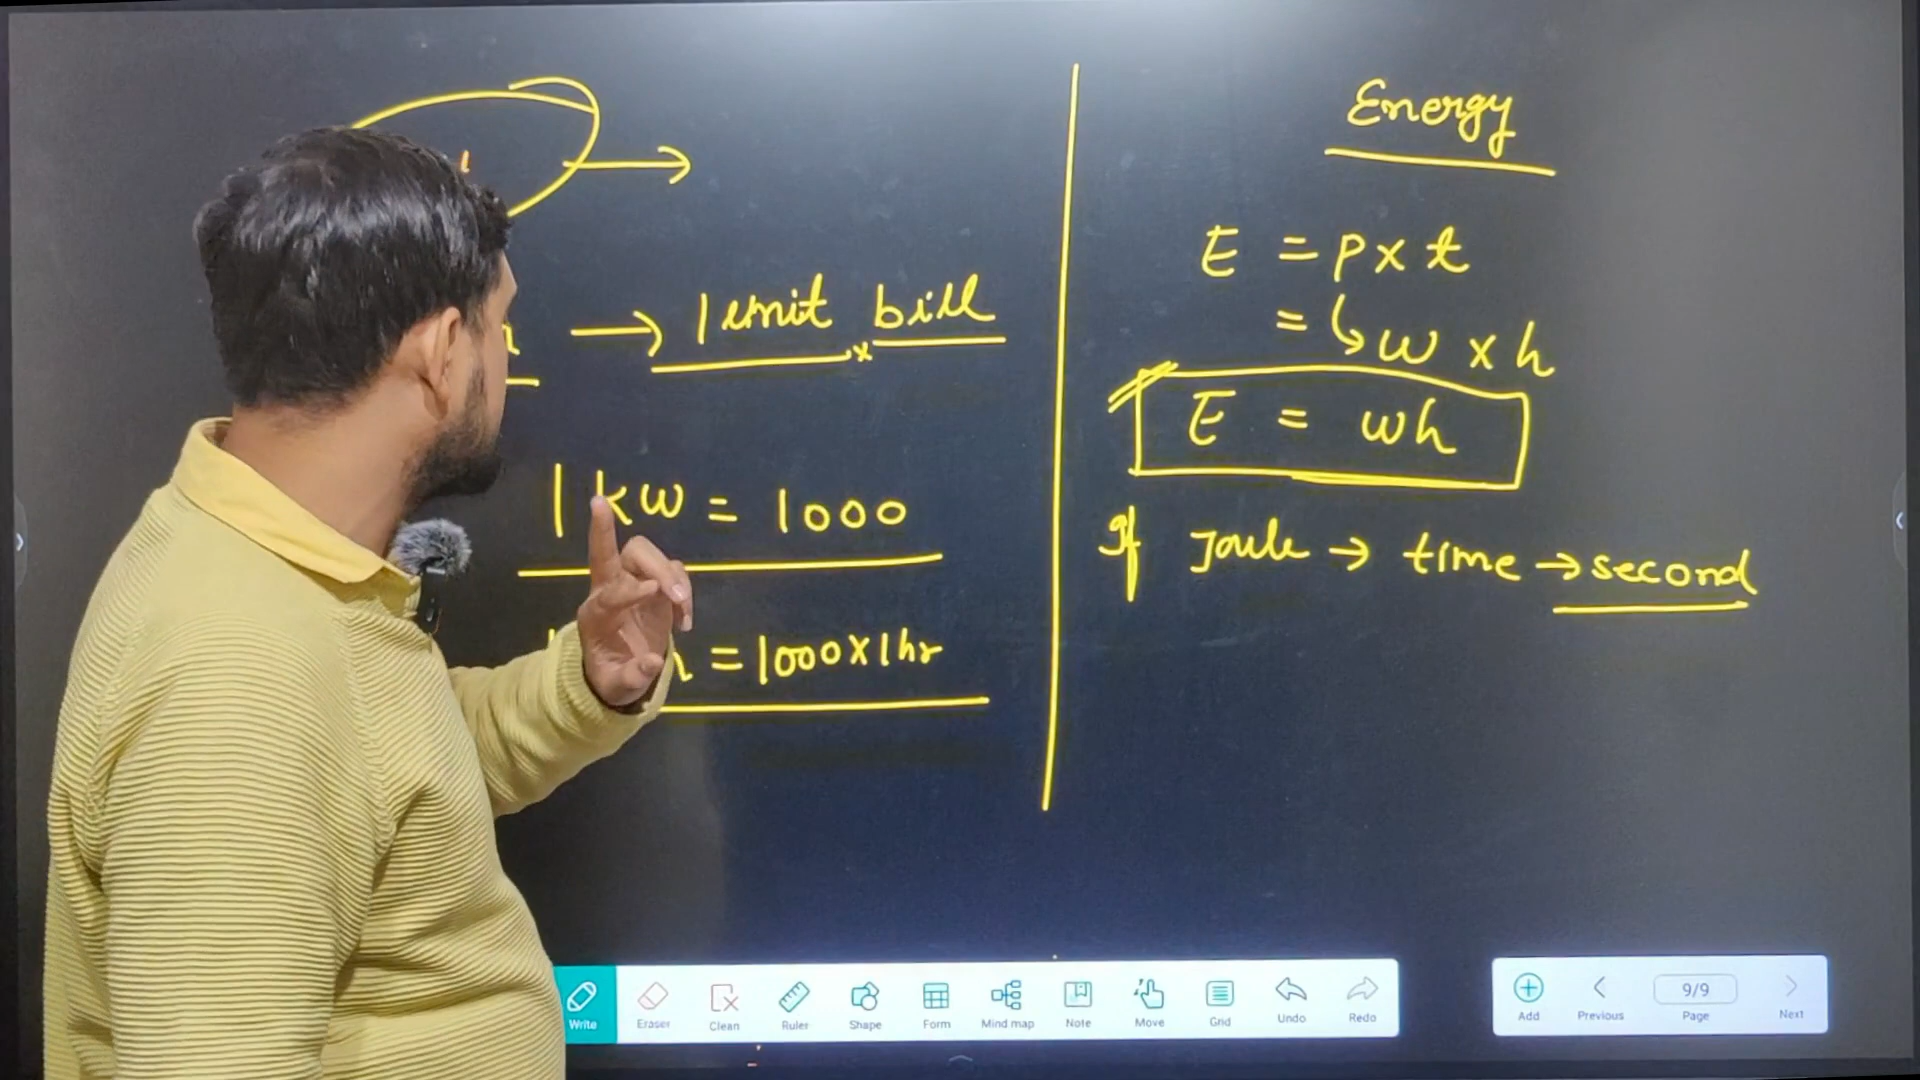 → 1 unit bill
1 kw = 1000
h = 1000 x 1 hr
Energy
E = P x t
= ↳ w x h
E = wh
If Joule → time → second
Write Eraser Clean Ruler Shape Form Mind map Note Move Grid Undo Redo
Add Previous 9/9 Page Next